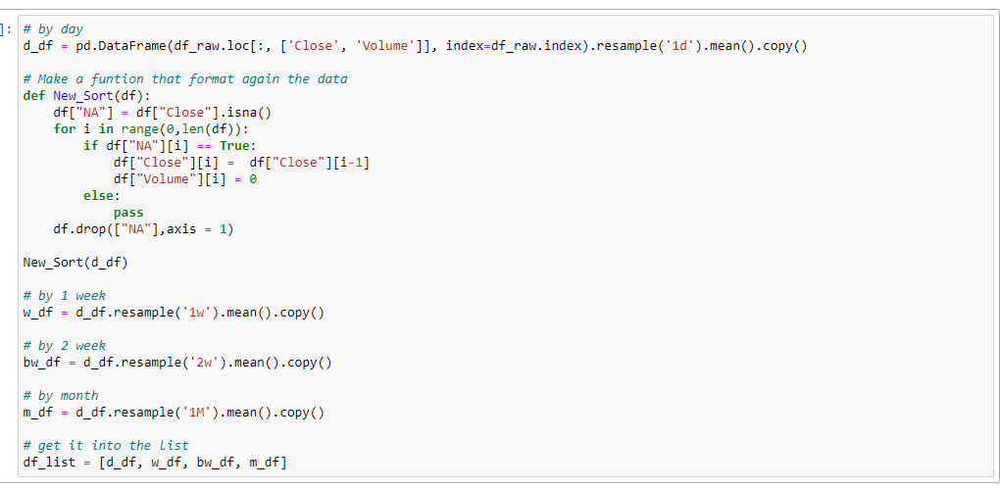 ]: # by day
d_df = pd.DataFrame(df_raw.loc[:, ['Close', 'Volume']], index=df_raw.index).resample('1d').mean().copy()
# Make a funtion that format again the data
def New_Sort(df):
    df["NA"] = df["Close"].isna()
    for i in range(0,len(df)):
        if df["NA"][i] == True:
            df["Close"][i] =  df["Close"][i-1]
            df["Volume"][i] = 0
        else:
            pass
    df.drop(["NA"],axis = 1)
New_Sort(d_df)
# by 1 week
w_df = d_df.resample('1w').mean().copy()
# by 2 week
bw_df = d_df.resample('2w').mean().copy()
# by month
m_df = d_df.resample('1M').mean().copy()
# get it into the list
df_list = [d_df, w_df, bw_df, m_df]